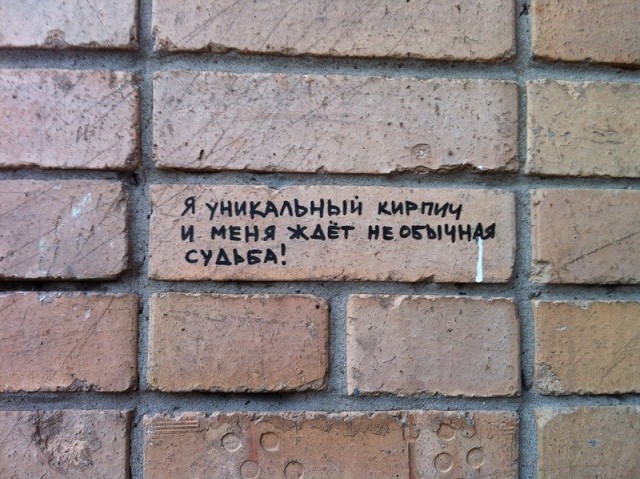 Я УНИКАЛЬНЫЙ КИРПИЧ
И МЕНЯ ЖДЁТ НЕОБЫЧНАЯ
СУДЬБА!